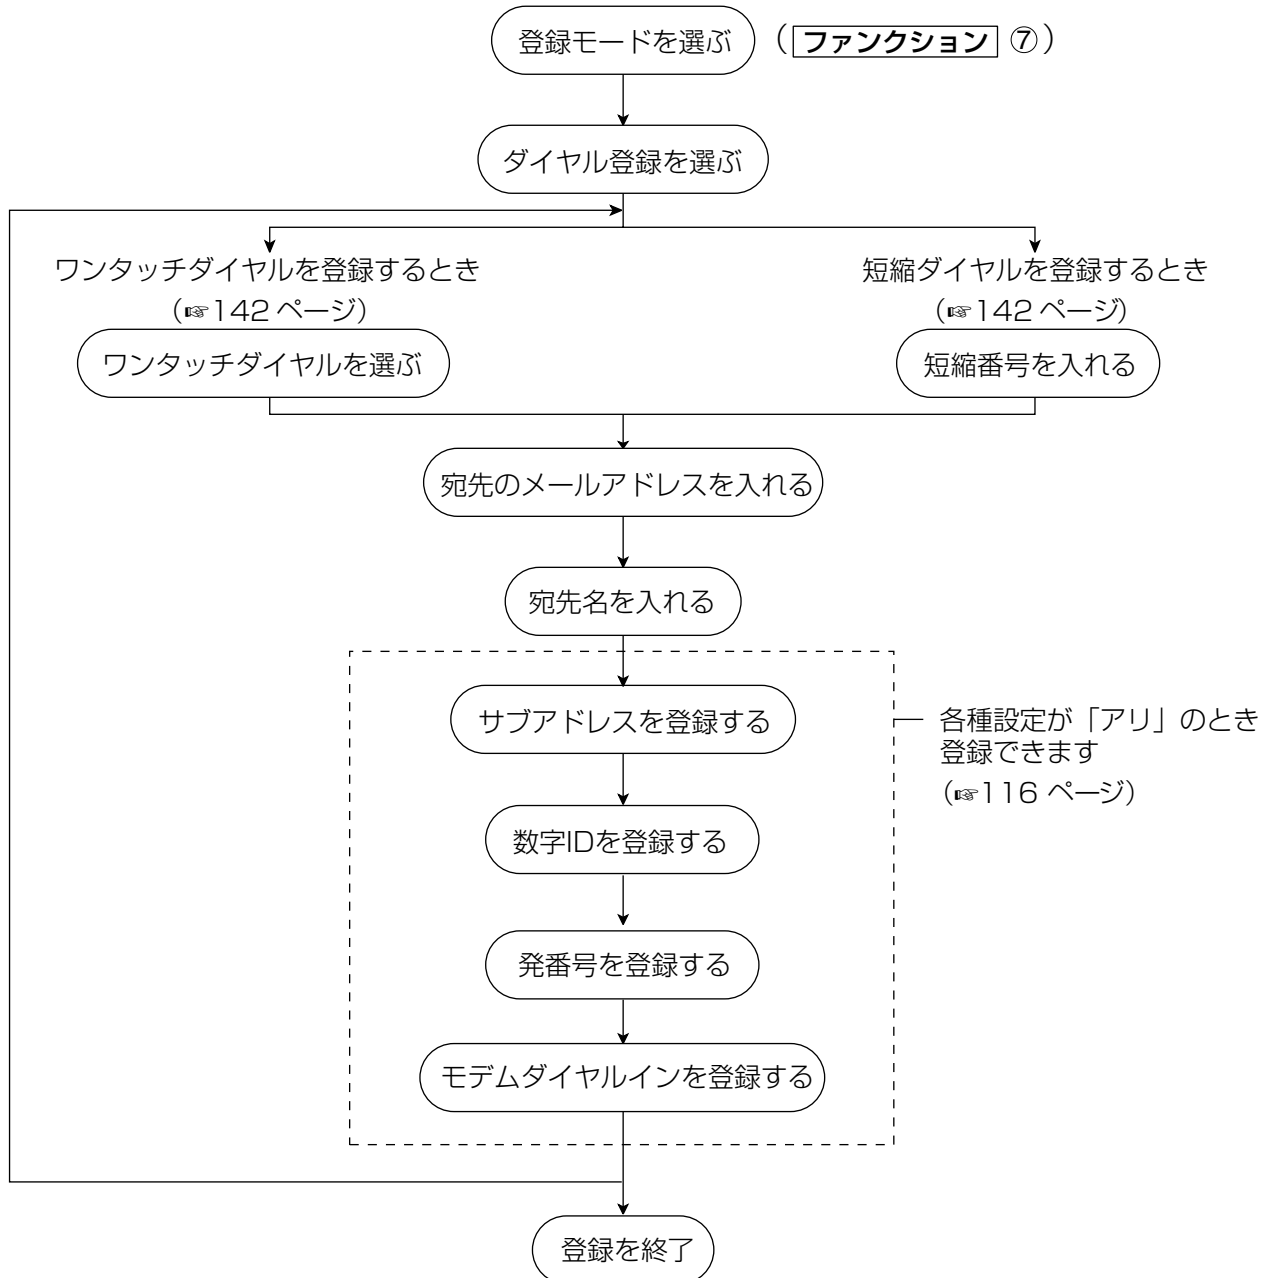 登録モードを選ぶ （ファンクション ⑦）
ダイヤル登録を選ぶ
ワンタッチダイヤルを登録するとき
（☞142 ページ）
ワンタッチダイヤルを選ぶ
短縮ダイヤルを登録するとき
（☞142 ページ）
短縮番号を入れる
宛先のメールアドレスを入れる
宛先名を入れる
サブアドレスを登録する
各種設定が「アリ」のとき
登録できます
（☞116 ページ）
数字IDを登録する
発番号を登録する
モデムダイヤルインを登録する
登録を終了